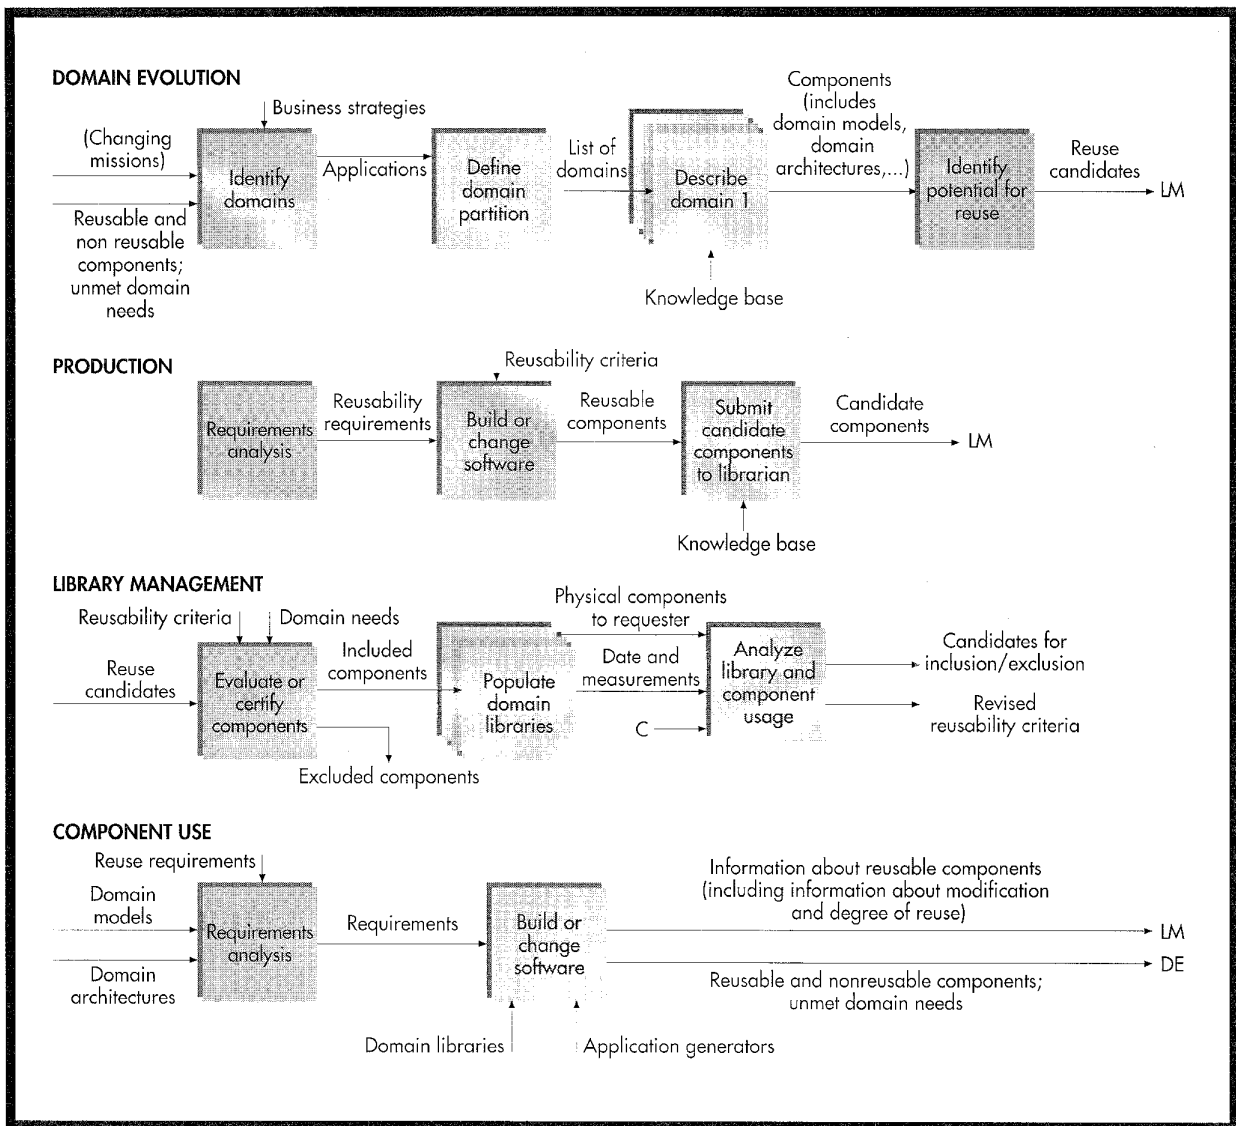 DOMAIN EVOLUTION
Business strategies
(Changing
missions)
Reusable and
non reusable
components;
unmet domain
needs
Identify
domains
Applications
Define
domain
partition
List of
domains
Describe
domain 1
Knowledge base
Components
(includes
domain models,
domain
architectures,...)
Identify
potential for
reuse
Reuse
candidates
LM
PRODUCTION
Requirements
analysis
Reusability
requirements
Reusability criteria
Build or
change
software
Reusable
components
Submit
candidate
components
to librarian
Knowledge base
Candidate
components
LM
LIBRARY MANAGEMENT
Reusability criteria
Domain needs
Reuse
candidates
Evaluate or
certify
components
Included
components
Excluded components
Populate
domain
libraries
Physical components
to requester
Date and
measurements
C
Analyze
library and
component
usage
Candidates for
inclusion/exclusion
Revised
reusability criteria
COMPONENT USE
Reuse requirements
Domain
models
Domain
architectures
Requirements
analysis
Requirements
Build or
change
software
Domain libraries
Application generators
Information about reusable components
(including information about modification
and degree of reuse)
LM
DE
Reusable and nonreusable components;
unmet domain needs